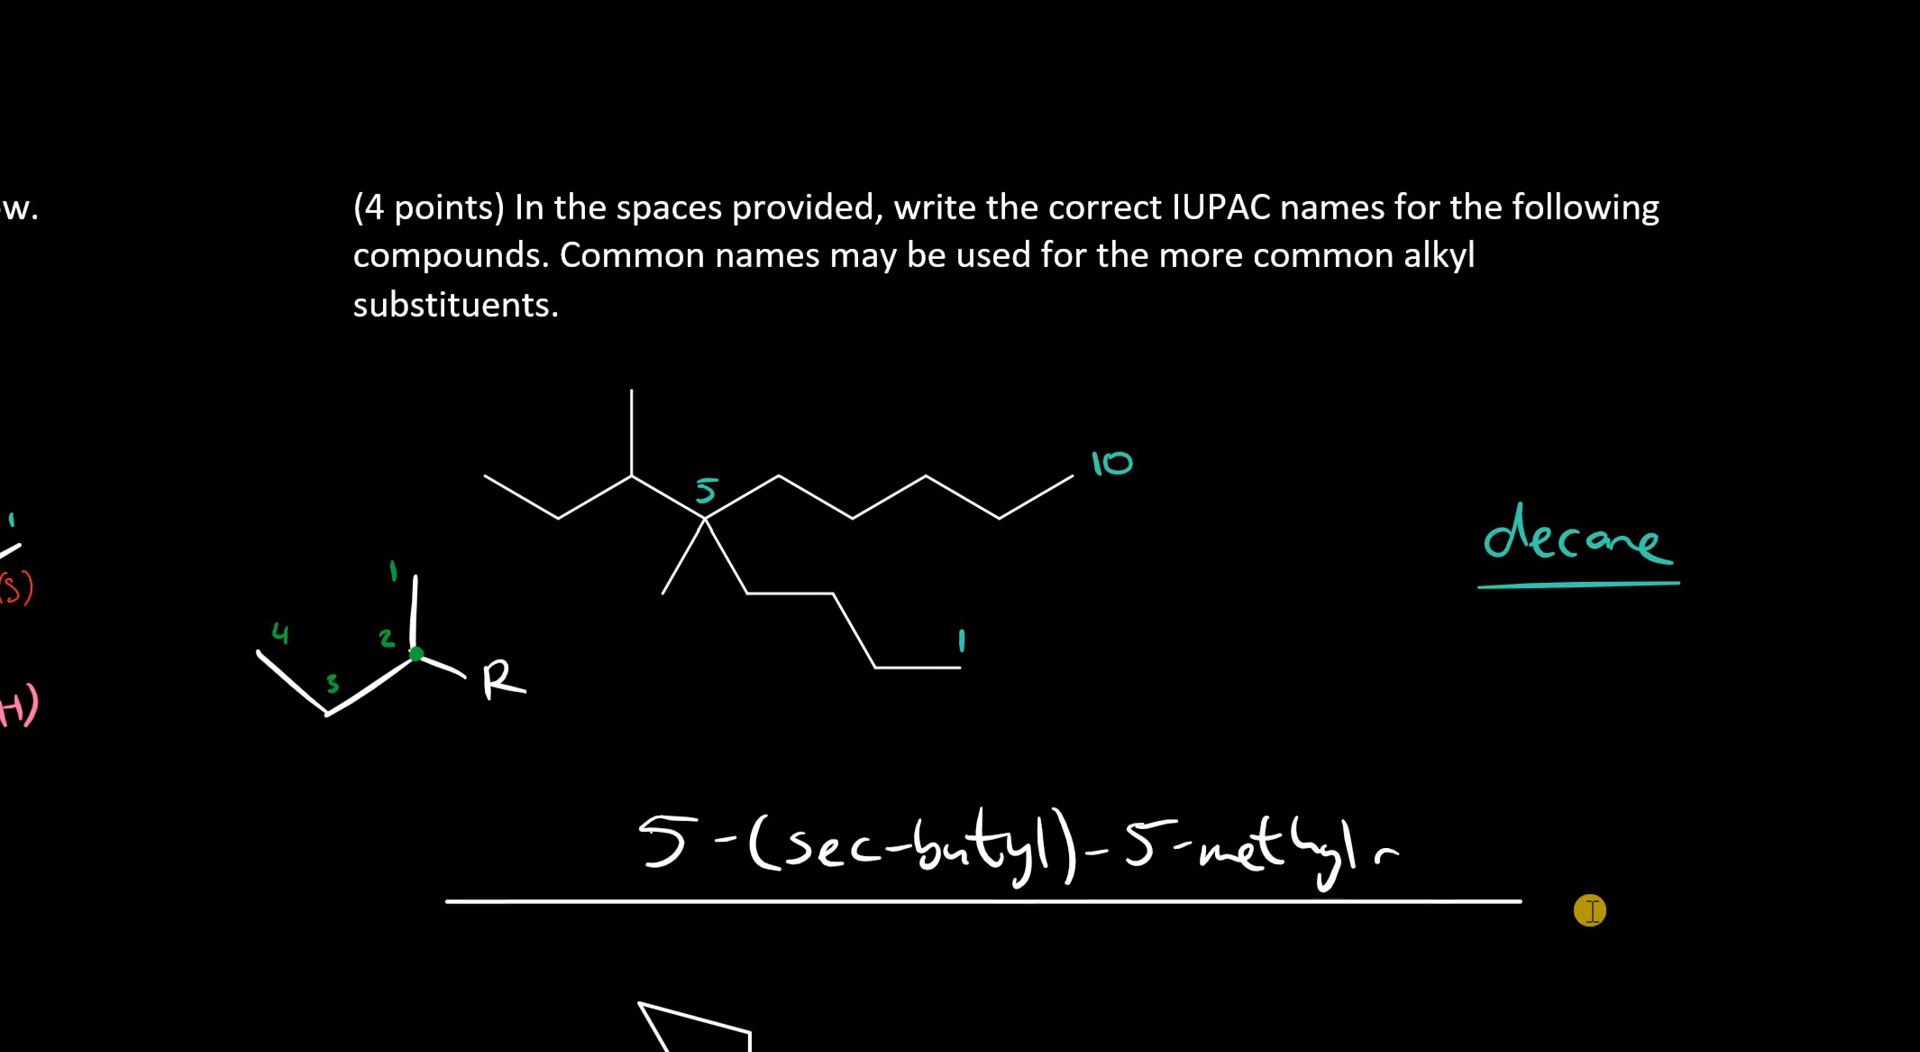 w.
(4 points) In the spaces provided, write the correct IUPAC names for the following
compounds. Common names may be used for the more common alkyl
substituents.
10
5
decane
1
(S)
1
4
2
1
3
R
H)
5-(sec-butyl)-5-methyl